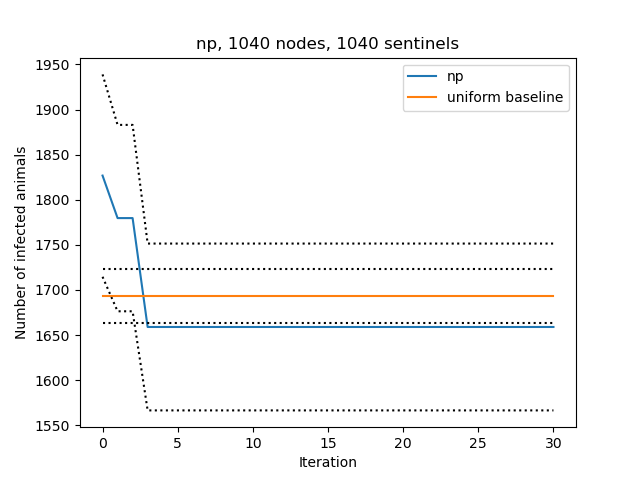 np, 1040 nodes, 1040 sentinels
np
uniform baseline
Number of infected animals
1950
1900
1850
1800
1750
1700
1650
1600
1550
0 5 10 15 20 25 30
Iteration